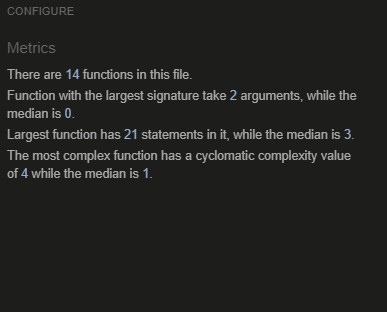 CONFIGURE
Metrics
There are 14 functions in this file.
Function with the largest signature take 2 arguments, while the
median is 0.
Largest function has 21 statements in it, while the median is 3.
The most complex function has a cyclomatic complexity value
of 4 while the median is 1.